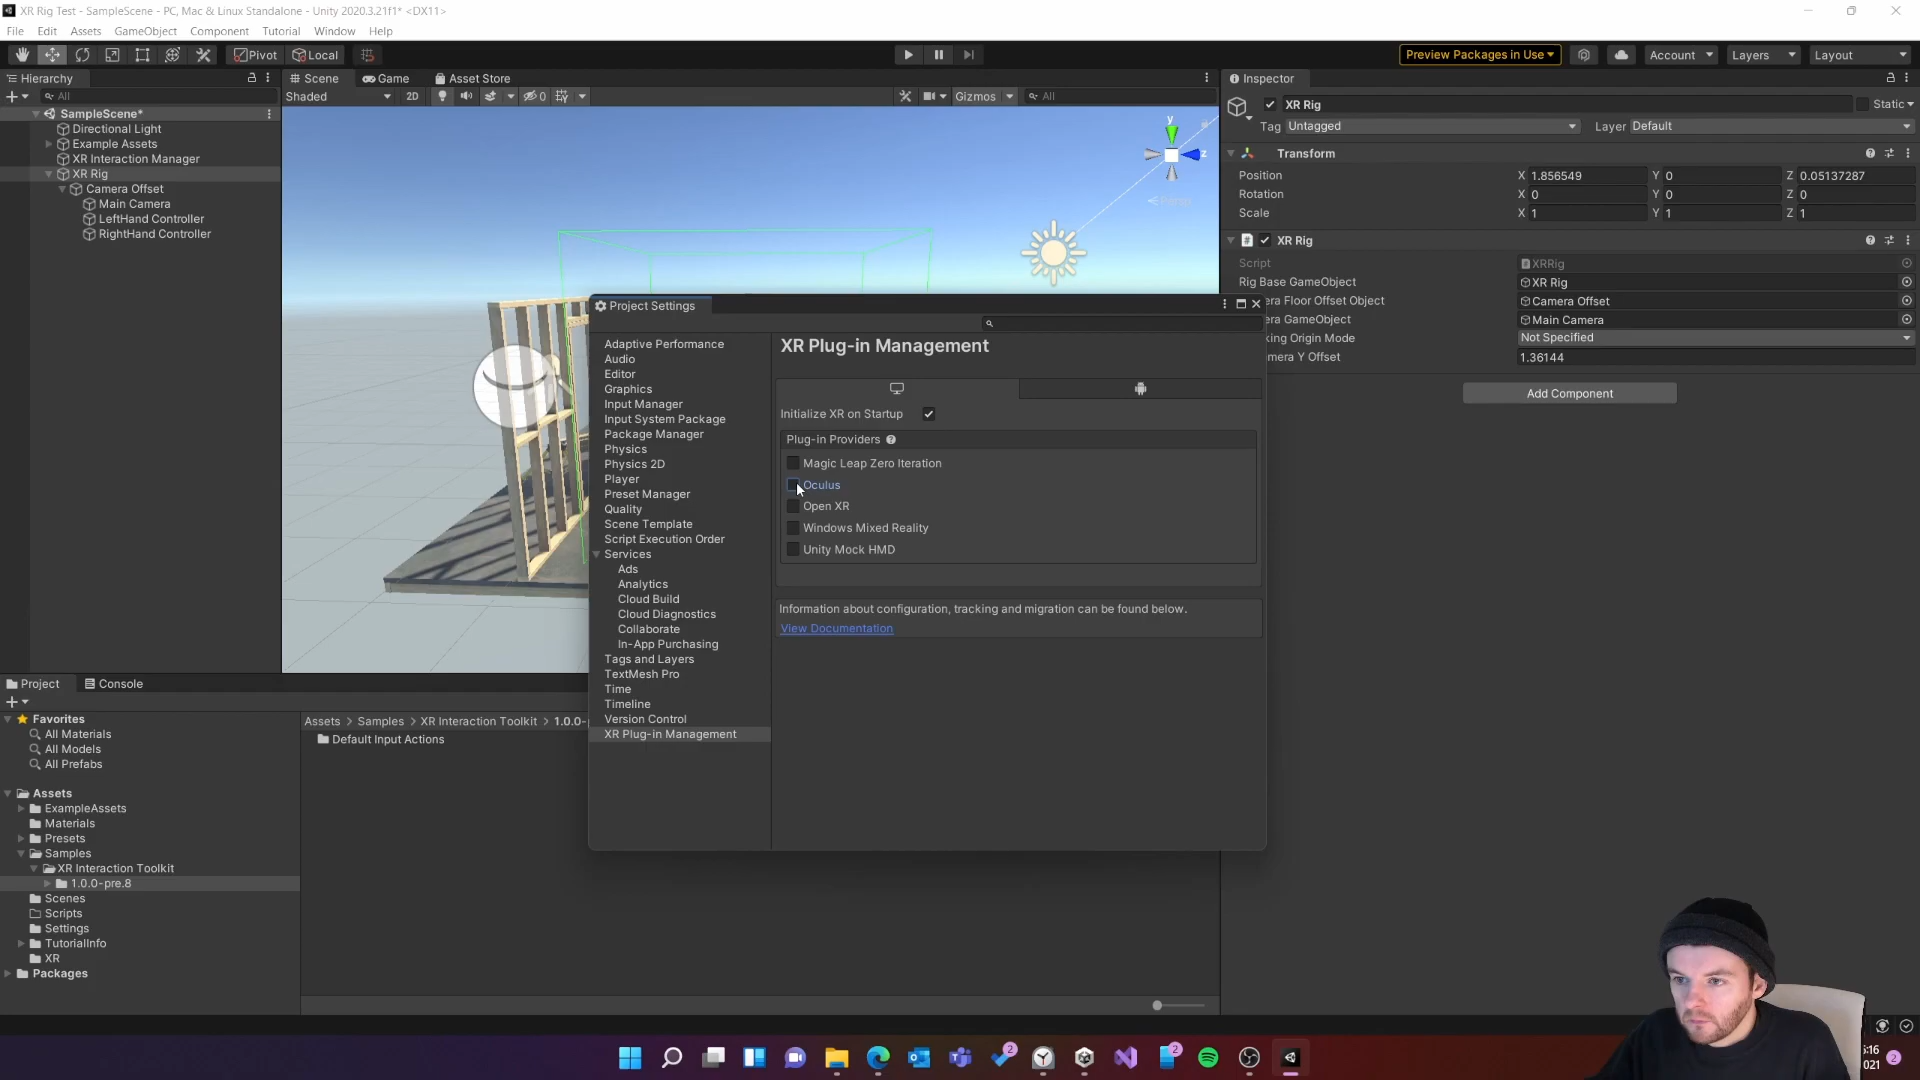 XR Rig Test - SampleScene - PC, Mac & Linux Standalone - Unity 2020.3.21f1* <DX11>
File Edit Assets GameObject Component Tutorial Window Help
Pivot Local
Preview Packages in Use Account Layers Layout
Hierarchy
All
SampleScene*
Directional Light
Example Assets
XR Interaction Manager
XR Rig
Camera Offset
Main Camera
LeftHand Controller
RightHand Controller
Scene Game Asset Store
Shaded 2D 0 Gizmos All
y
z
Persp
Inspector
XR Rig Static
Tag Untagged Layer Default
Transform
Position X 1.856549 Y 0 Z 0.05137287
Rotation X 0 Y 0 Z 0
Scale X 1 Y 1 Z 1
XR Rig
Script XRRig
Rig Base GameObject XR Rig
era Floor Offset Object Camera Offset
era GameObject Main Camera
king Origin Mode Not Specified
mera Y Offset 1.36144
Add Component
Project Settings
Adaptive Performance
Audio
Editor
Graphics
Input Manager
Input System Package
Package Manager
Physics
Physics 2D
Player
Preset Manager
Quality
Scene Template
Script Execution Order
Services
Ads
Analytics
Cloud Build
Cloud Diagnostics
Collaborate
In-App Purchasing
Tags and Layers
TextMesh Pro
Time
Timeline
Version Control
XR Plug-in Management
XR Plug-in Management
Initialize XR on Startup
Plug-in Providers
Magic Leap Zero Iteration
Oculus
Open XR
Windows Mixed Reality
Unity Mock HMD
Information about configuration, tracking and migration can be found below.
View Documentation
Project Console
Favorites
All Materials
All Models
All Prefabs
Assets
ExampleAssets
Materials
Presets
Samples
XR Interaction Toolkit
1.0.0-pre.8
Scenes
Scripts
Settings
TutorialInfo
XR
Packages
Assets > Samples > XR Interaction Toolkit > 1.0.0-
Default Input Actions
2
2
5:16
021
2